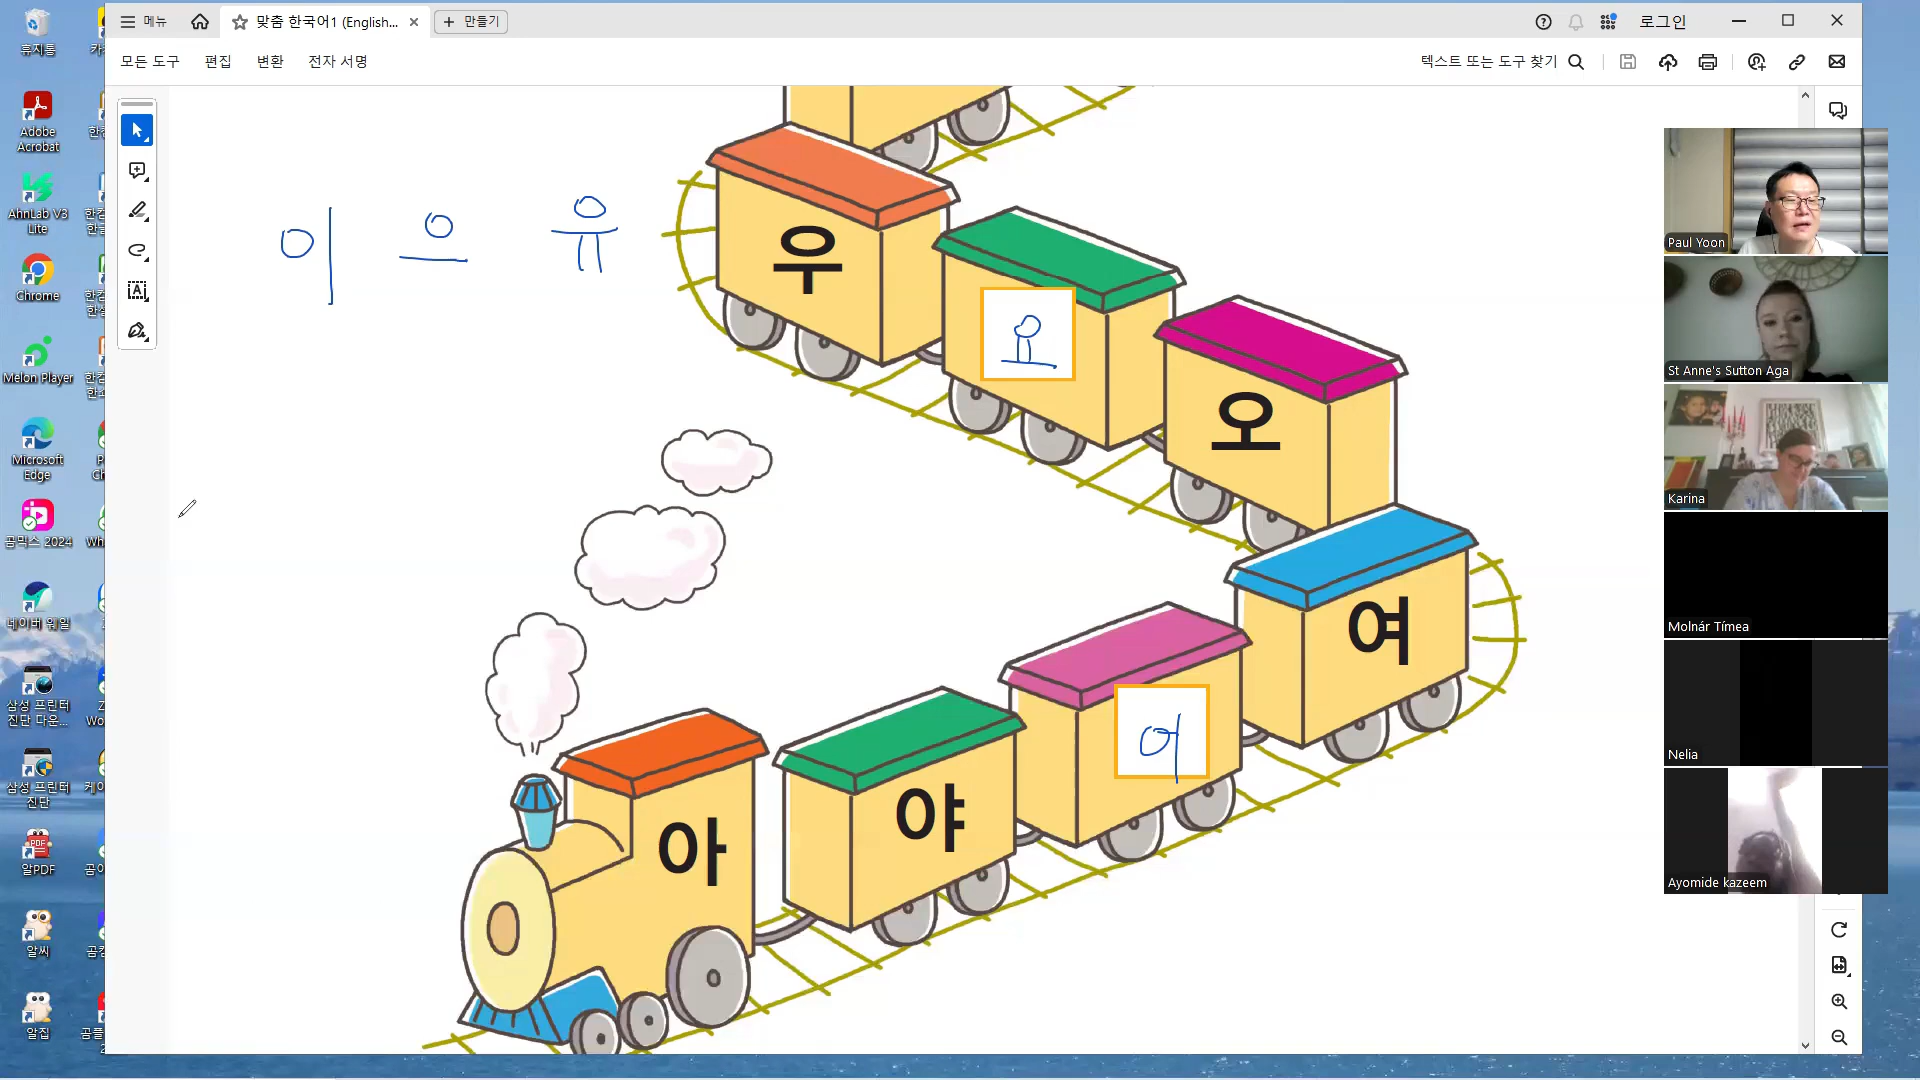 메뉴
맞춤 한국어1 (English...
만들기
로그인
모든 도구
편집
변환
전자 서명
텍스트 또는 도구 찾기
휴지통
Adobe Acrobat
AhnLab V3 Lite
Chrome
Melon Player
Microsoft Edge
곰믹스 2024
네이버 웨일
삼성 프린터 진단 다운...
삼성 프린터 진단
알PDF
알씨
알집
이 으 유
우
요
오
여
어
야
아
Paul Yoon
St Anne's Sutton Aga
Karina
Molnár Tímea
Nelia
Ayomide kazeem